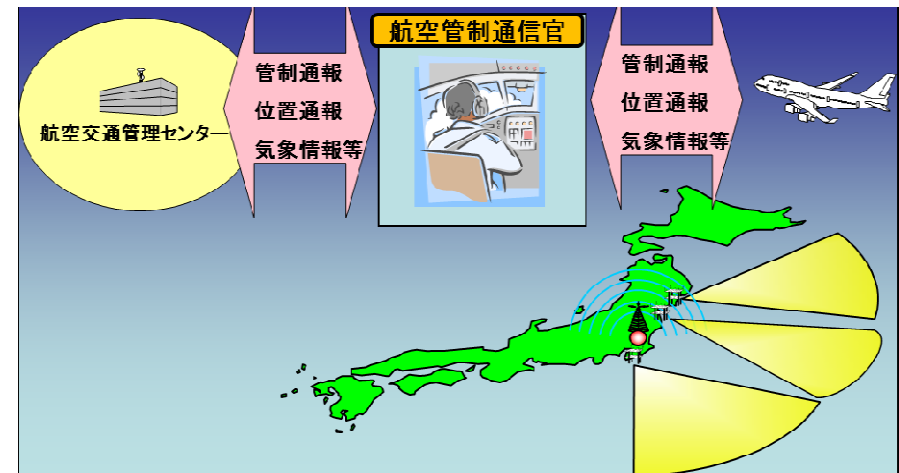 航空管制通信官
管制通報
位置通報
気象情報等
航空交通管理センター
管制通報
位置通報
気象情報等